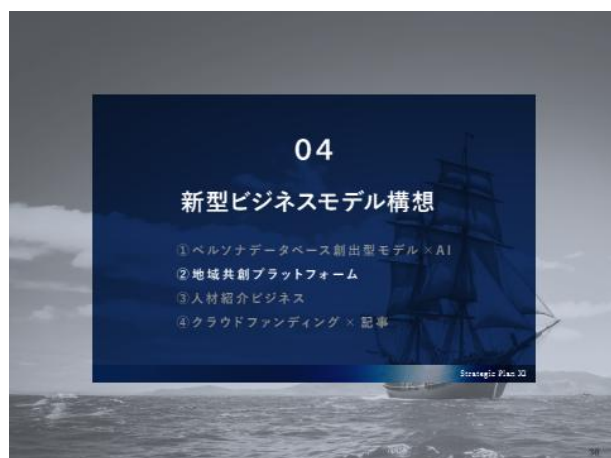 04
新型ビジネスモデル構想
①ペルソナデータベース創出型モデル×AI
②地域共創プラットフォーム
③人材紹介ビジネス
④クラウドファンディング × 記事
Strategic Plan XI